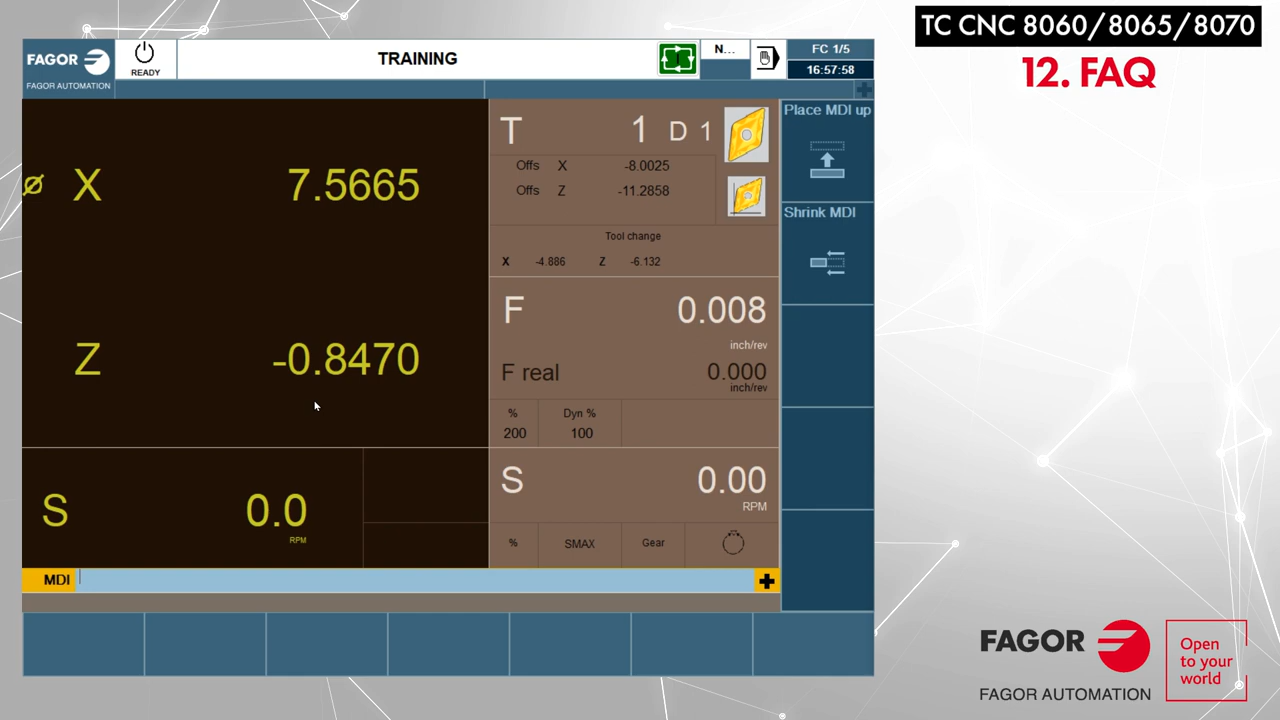 TC CNC 8060/8065/8070
12. FAQ
FAGOR
FAGOR AUTOMATION
READY
TRAINING
N...
FC 1/5
16:57:58
Place MDI up
Shrink MDI
Ø X 7.5665
Z -0.8470
S 0.0
RPM
T 1 D 1
Offs X -8.0025
Offs Z -11.2858
Tool change
X -4.886 Z -6.132
F 0.008
inch/rev
F real 0.000
inch/rev
% Dyn %
200 100
S 0.00
RPM
% SMAX Gear
MDI
FAGOR
FAGOR AUTOMATION
Open
to your
world